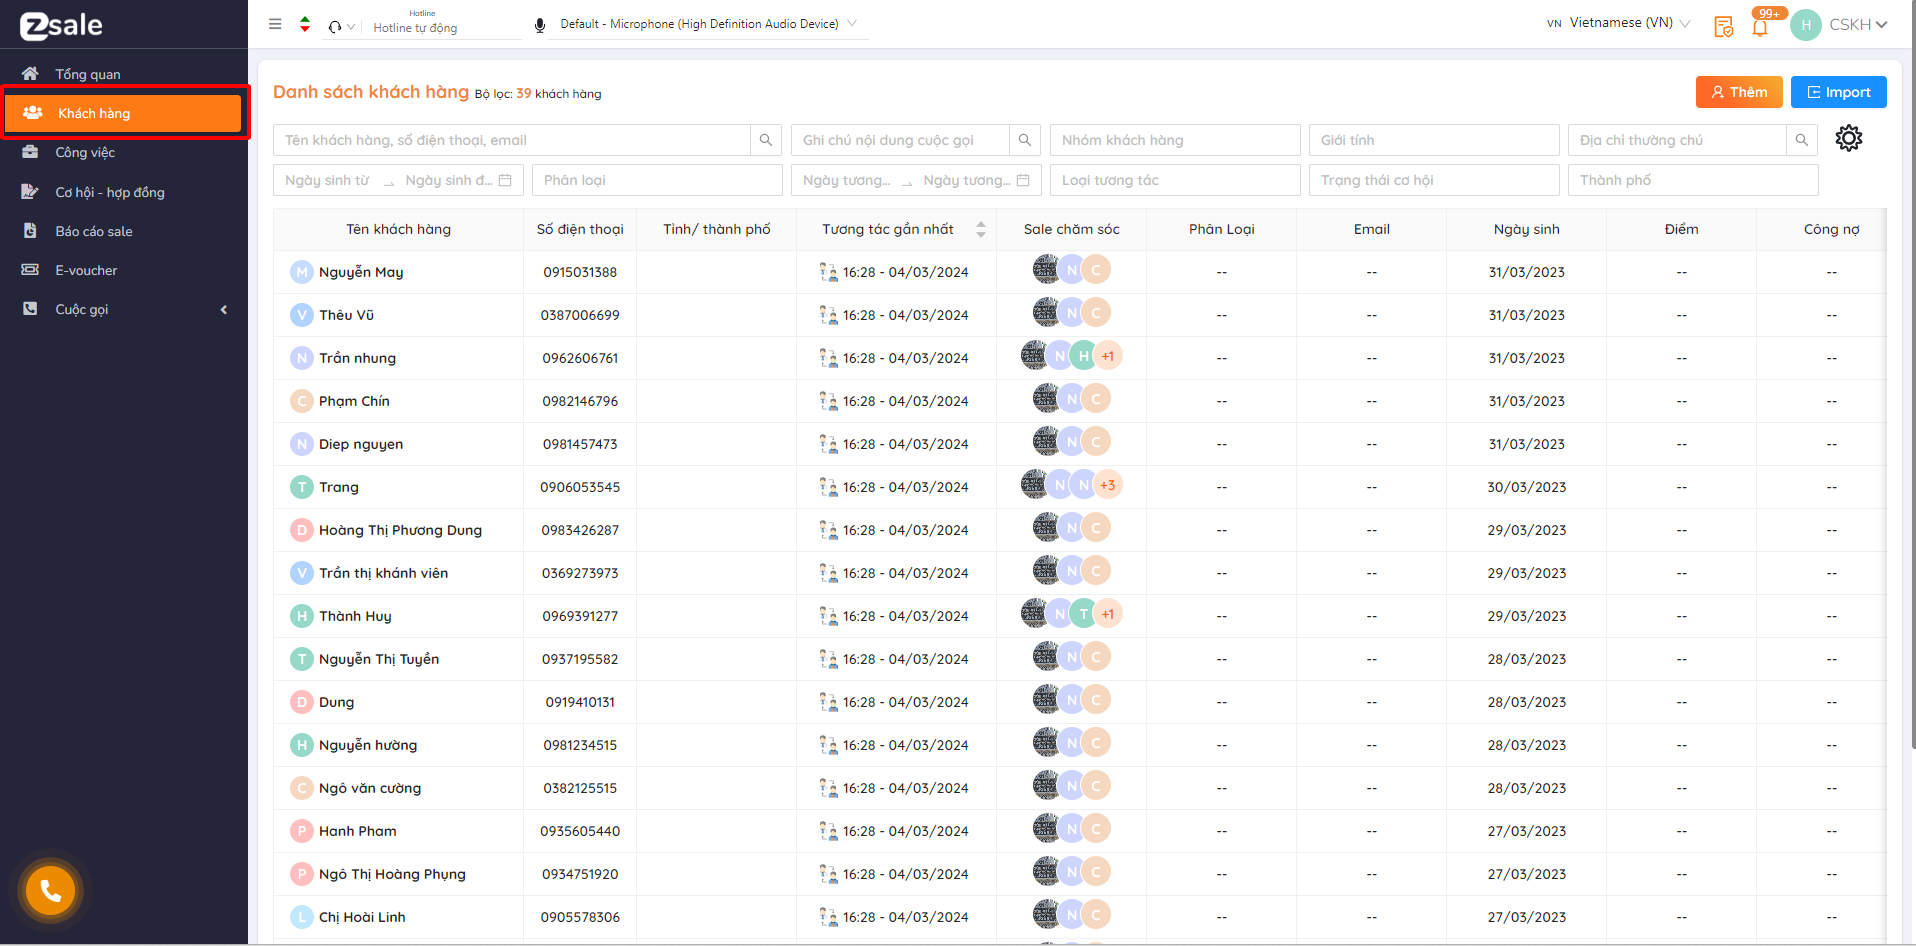 zsale
Hotline
Hotline tự động
Default - Microphone (High Definition Audio Device)
VN Vietnamese (VN)
99+
H CSKH
Tổng quan
Khách hàng
Công việc
Cơ hội - hợp đồng
Báo cáo sale
E-voucher
Cuộc gọi
Danh sách khách hàng Bộ lọc: 39 khách hàng
Thêm
Import
Tên khách hàng, số điện thoại, email Ghi chú nội dung cuộc gọi Nhóm khách hàng Giới tính Địa chỉ thường chú
Ngày sinh từ Ngày sinh đ... Phân loại Ngày tương... Ngày tương... Loại tương tác Trạng thái cơ hội Thành phố
Tên khách hàng Số điện thoại Tỉnh/ thành phố Tương tác gần nhất Sale chăm sóc Phân Loại Email Ngày sinh Điểm Công nợ
M Nguyễn May 0915031388 16:28 - 04/03/2024 N C -- -- 31/03/2023 -- --
V Thêu Vũ 0387006699 16:28 - 04/03/2024 N C -- -- 31/03/2023 -- --
N Trần nhung 0962606761 16:28 - 04/03/2024 N H +1 -- -- 31/03/2023 -- --
C Phạm Chín 0982146796 16:28 - 04/03/2024 N C -- -- 31/03/2023 -- --
N Diep nguyen 0981457473 16:28 - 04/03/2024 N C -- -- 31/03/2023 -- --
T Trang 0906053545 16:28 - 04/03/2024 N N +3 -- -- 30/03/2023 -- --
D Hoàng Thị Phương Dung 0983426287 16:28 - 04/03/2024 N C -- -- 29/03/2023 -- --
V Trần thị khánh viên 0369273973 16:28 - 04/03/2024 N C -- -- 29/03/2023 -- --
H Thành Huy 0969391277 16:28 - 04/03/2024 N T +1 -- -- 29/03/2023 -- --
T Nguyễn Thị Tuyền 0937195582 16:28 - 04/03/2024 N C -- -- 28/03/2023 -- --
D Dung 0919410131 16:28 - 04/03/2024 N C -- -- 28/03/2023 -- --
H Nguyễn hường 0981234515 16:28 - 04/03/2024 N C -- -- 28/03/2023 -- --
C Ngô văn cường 0382125515 16:28 - 04/03/2024 N C -- -- 28/03/2023 -- --
P Hanh Pham 0935605440 16:28 - 04/03/2024 N C -- -- 27/03/2023 -- --
P Ngô Thị Hoàng Phụng 0934751920 16:28 - 04/03/2024 N C -- -- 27/03/2023 -- --
L Chị Hoài Linh 0905578306 16:28 - 04/03/2024 N C -- -- 27/03/2023 -- --